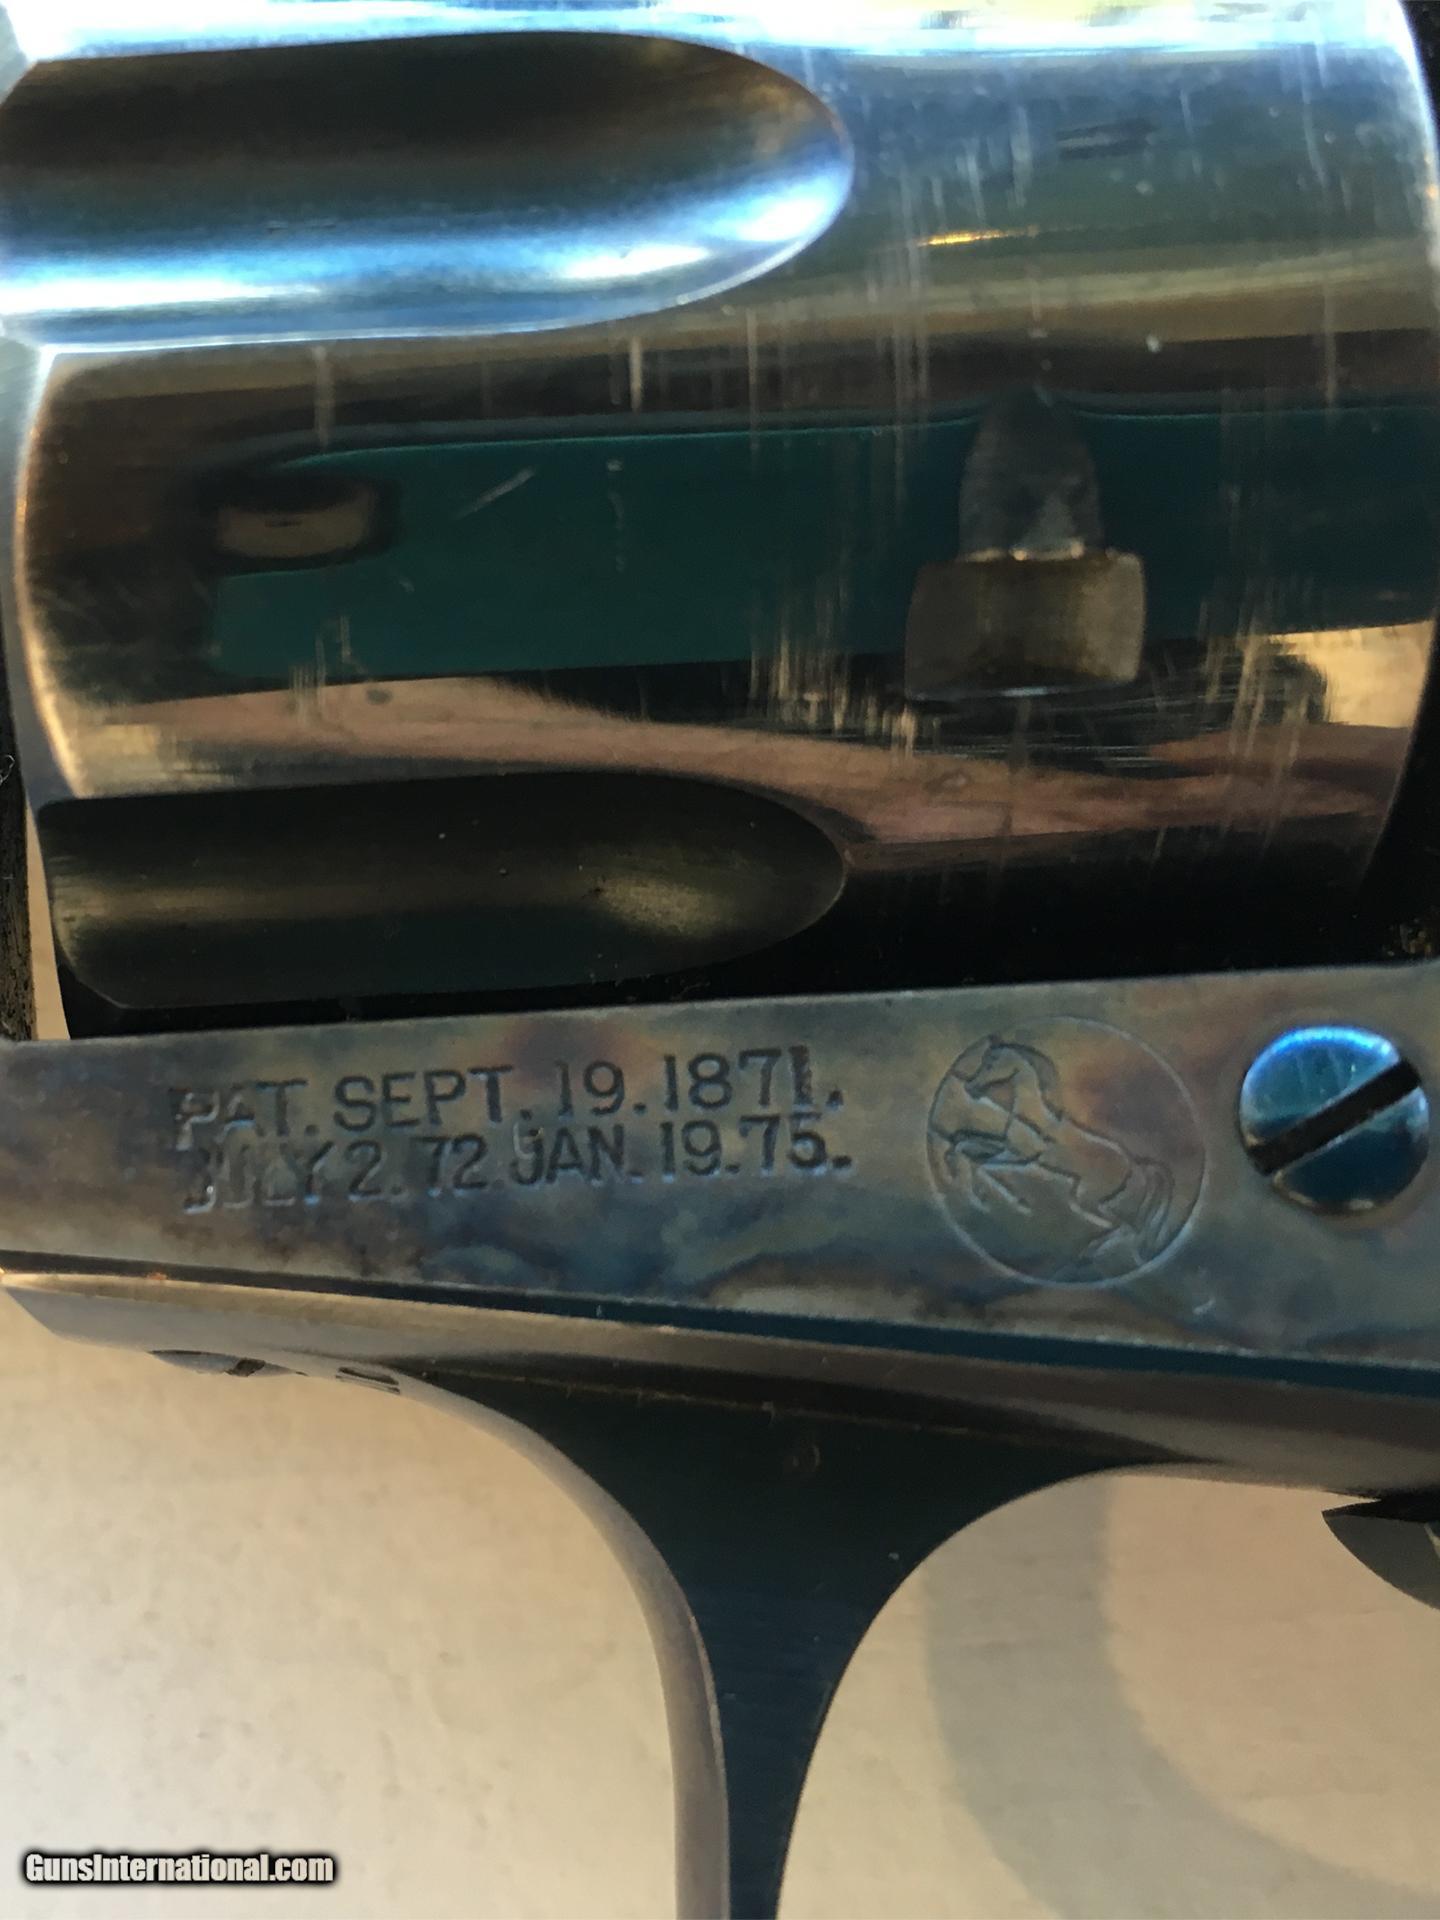 PAT. SEPT. 19. 1871.
JULY 2. 72 JAN. 19. 75.
GunsInternational.com